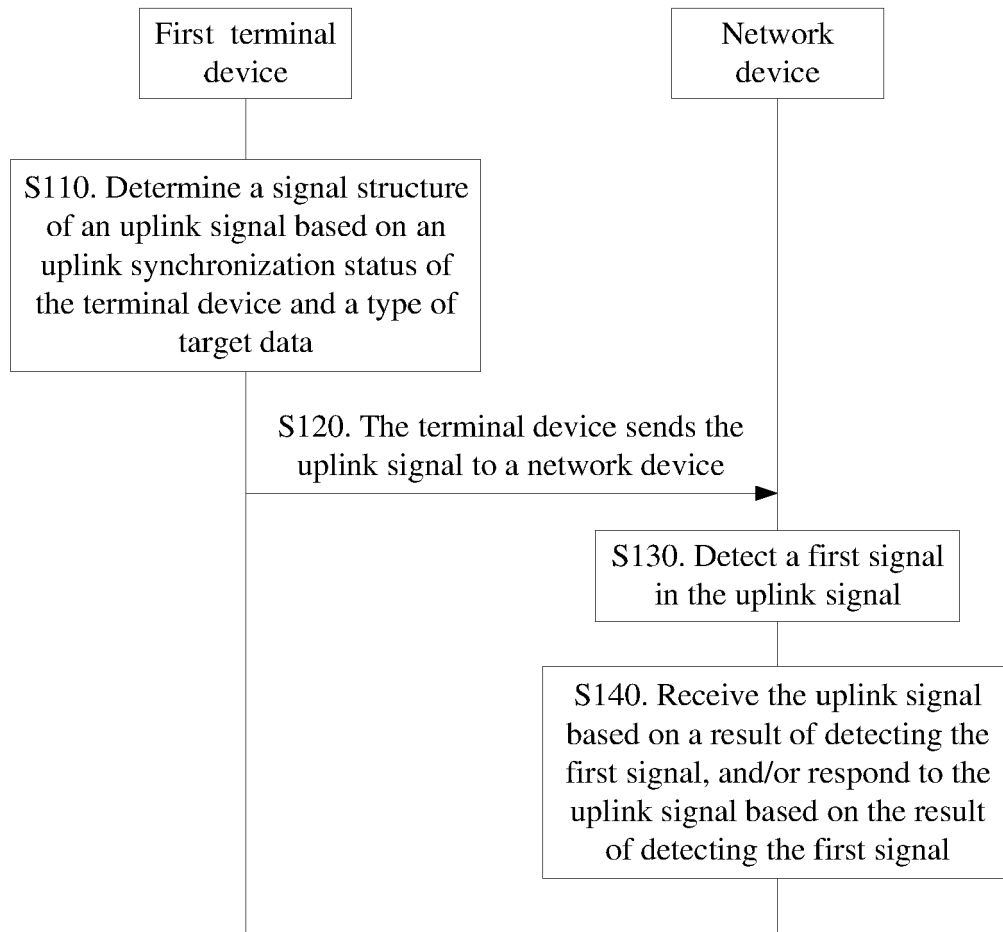 First terminal
device
Network
device
S110. Determine a signal structure
of an uplink signal based on an
uplink synchronization status of
the terminal device and a type of
target data
S120. The terminal device sends the
uplink signal to a network device
S130. Detect a first signal
in the uplink signal
S140. Receive the uplink signal
based on a result of detecting the
first signal, and/or respond to the
uplink signal based on the result
of detecting the first signal